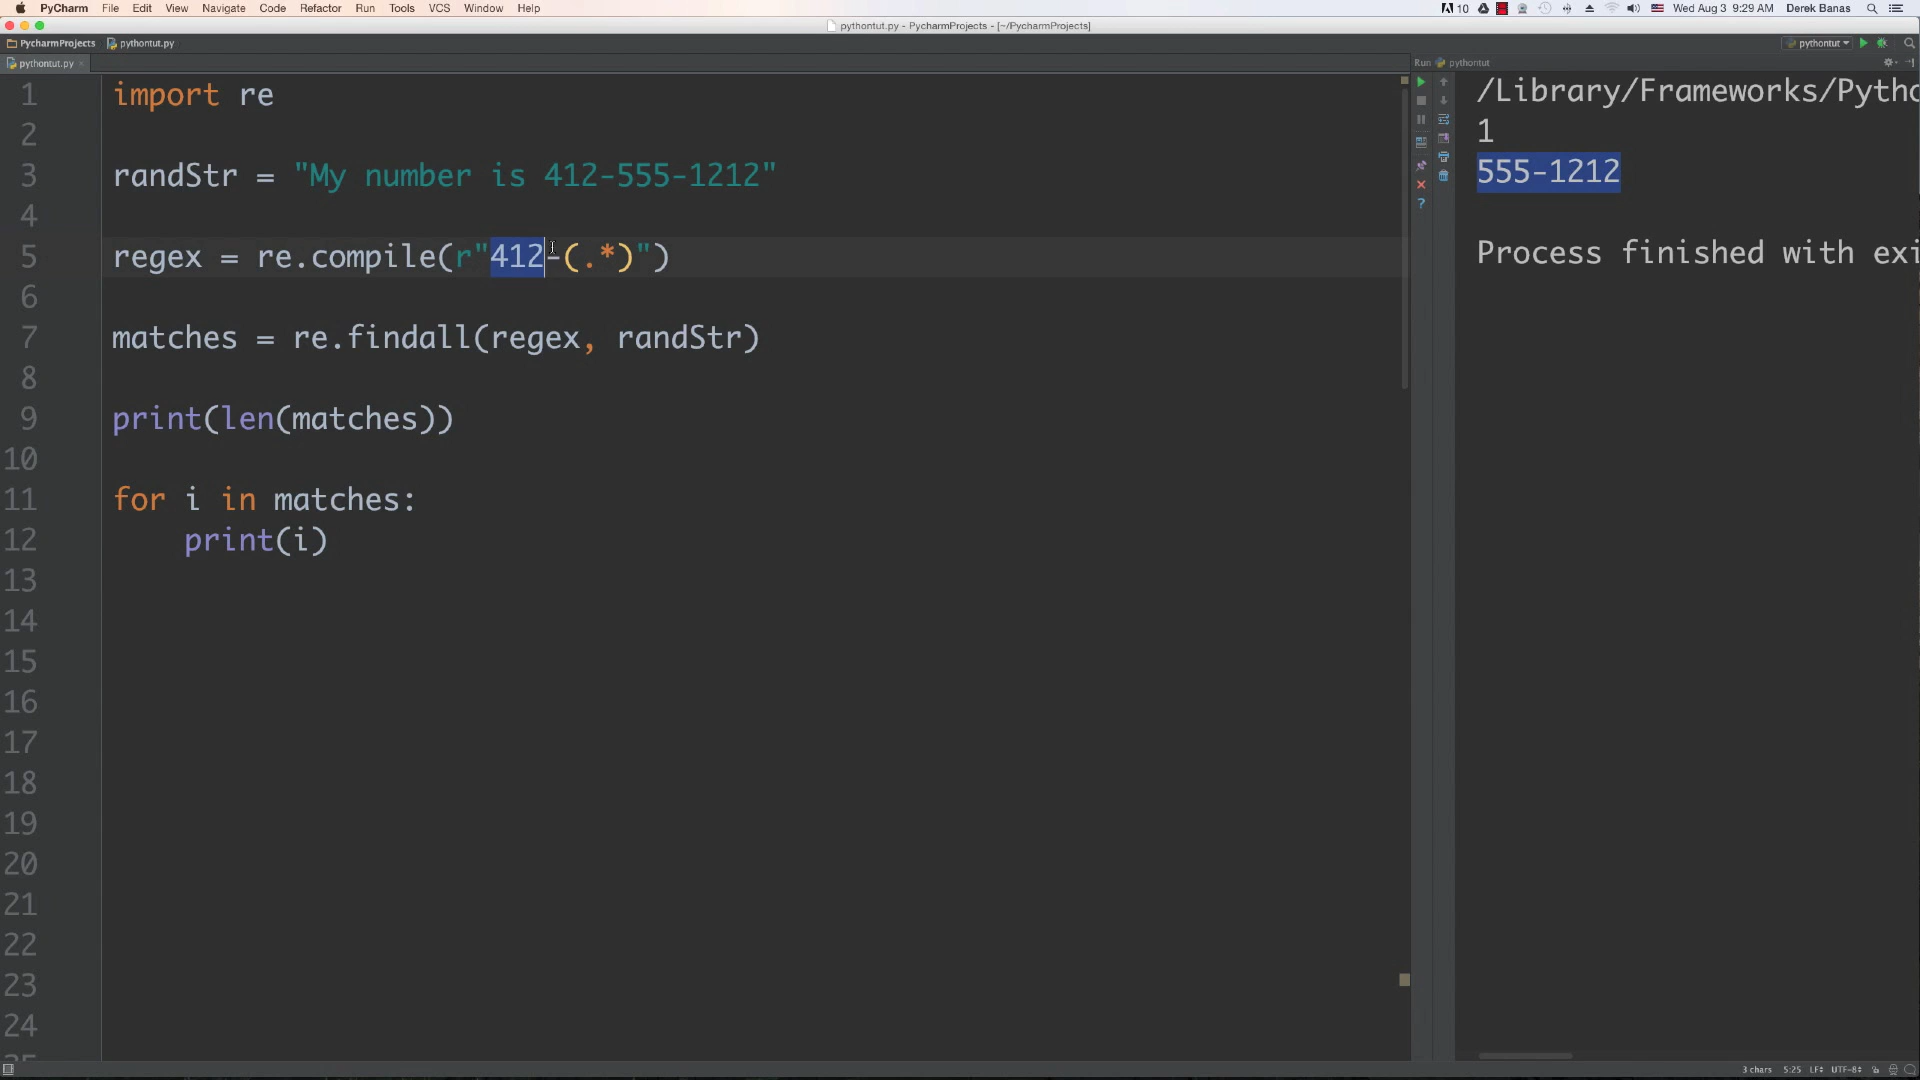 PyCharm File Edit View Navigate Code Refactor Run Tools VCS Window Help
10 Wed Aug 3 9:29 AM Derek Banas
pythontut.py - PycharmProjects - [~/PycharmProjects]
PycharmProjects pythontut.py
pythontut
pythontut.py
Run pythontut
1 import re
2
3 randStr = "My number is 412-555-1212"
4
5 regex = re.compile(r"412-(.*)")
6
7 matches = re.findall(regex, randStr)
8
9 print(len(matches))
10
11 for i in matches:
12 print(i)
13
14
15
16
17
18
19
20
21
22
23
24
/Library/Frameworks/Pytho
1
555-1212
Process finished with exi
3 chars 5:25 LF UTF-8